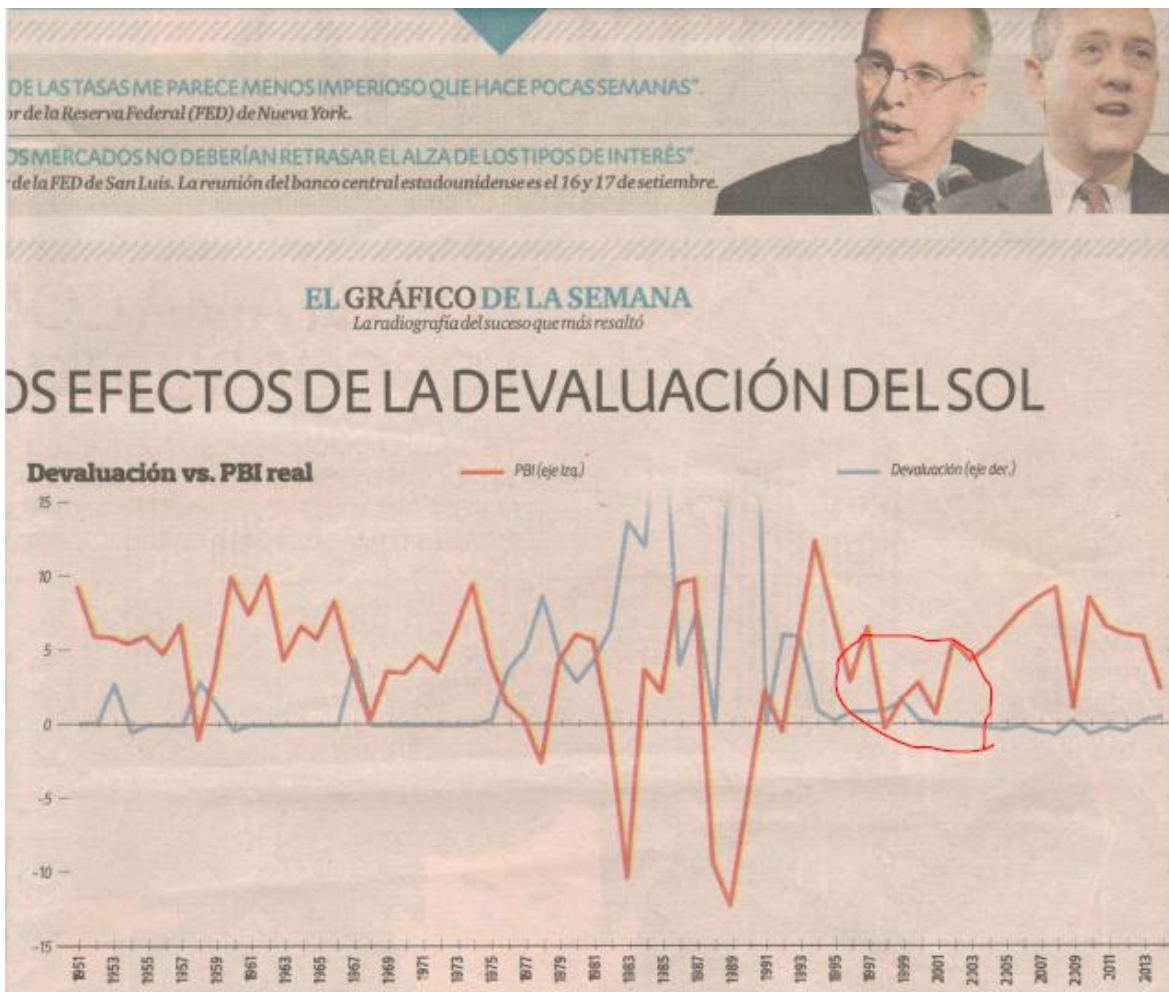 DE LAS TASAS ME PARECE MENOS IMPERIOSO QUE HACE POCAS SEMANAS".
or de la Reserva Federal (FED) de Nueva York.
OS MERCADOS NO DEBERÍAN RETRASAR EL ALZA DE LOS TIPOS DE INTERÉS".
de la FED de San Luis. La reunión del banco central estadounidense es el 16 y 17 de setiembre.
EL GRÁFICO DE LA SEMANA
La radiografía del suceso que más resaltó
OS EFECTOS DE LA DEVALUACIÓN DEL SOL
Devaluación vs. PBI real PBI (eje izq.) Devaluación (eje der.)
15
10
5
0
-5
-10
-15
1951 1953 1955 1957 1959 1961 1963 1965 1967 1969 1971 1973 1975 1977 1979 1981 1983 1985 1987 1989 1991 1993 1995 1997 1999 2001 2003 2005 2007 2009 2011 2013